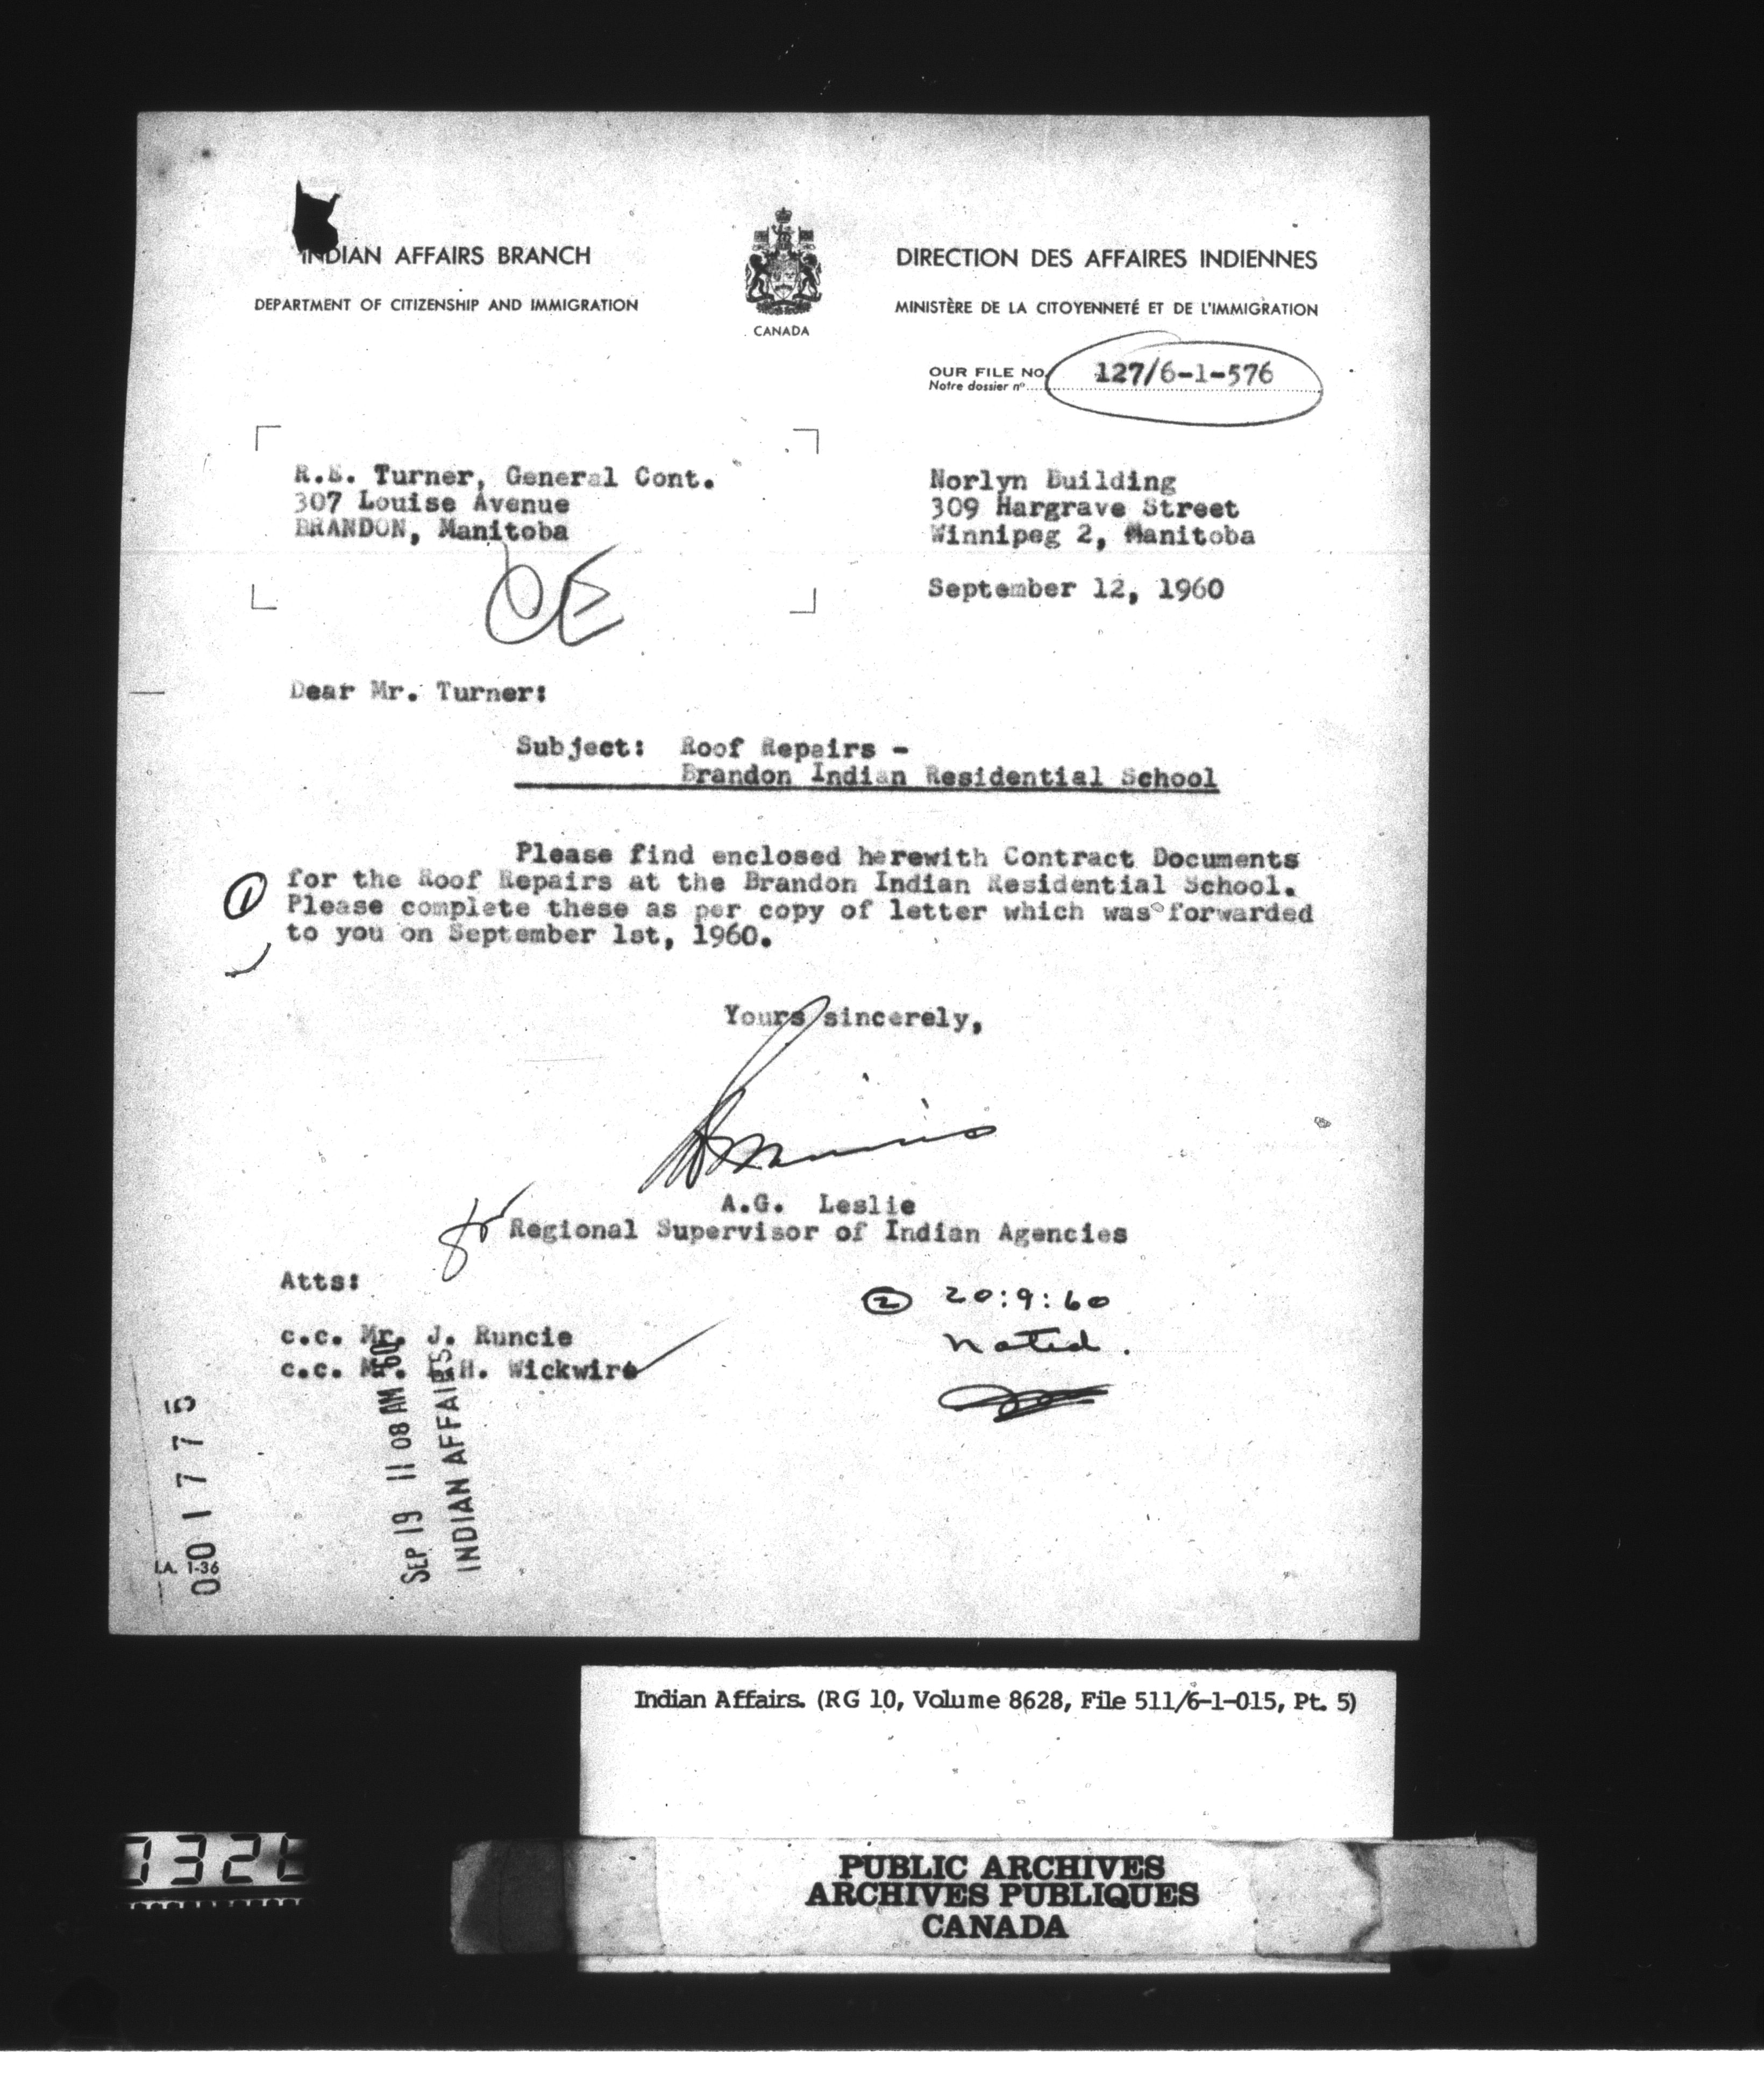 INDIAN AFFAIRS BRANCH
DEPARTMENT OF CITIZENSHIP AND IMMIGRATION
CANADA
DIRECTION DES AFFAIRES INDIENNES
MINISTÈRE DE LA CITOYENNETÉ ET DE L'IMMIGRATION
OUR FILE NO. 127/6-1-576
Notre dossier nº
R.E. Turner, General Cont.
307 Louise Avenue
BRANDON, Manitoba
Norlyn Building
309 Hargrave Street
Winnipeg 2, Manitoba
September 12, 1960
Dear Mr. Turner:
Subject: Roof Repairs -
Brandon Indian Residential School
Please find enclosed herewith Contract Documents
for the Roof Repairs at the Brandon Indian Residential School.
1
Please complete these as per copy of letter which was forwarded
to you on September 1st, 1960.
Yours sincerely,
A.G. Leslie
for Regional Supervisor of Indian Agencies
Atts:
c.c. Mr. J. Runcie
c.c. Mr. H. Wickwire
2 20:9:60
Noted.
SEP 19 11 08 AM '60
INDIAN AFFAIRS
001775
I.A. 1-36
Indian Affairs. (RG 10, Volume 8628, File 511/6-1-015, Pt. 5)
PUBLIC ARCHIVES
ARCHIVES PUBLIQUES
CANADA